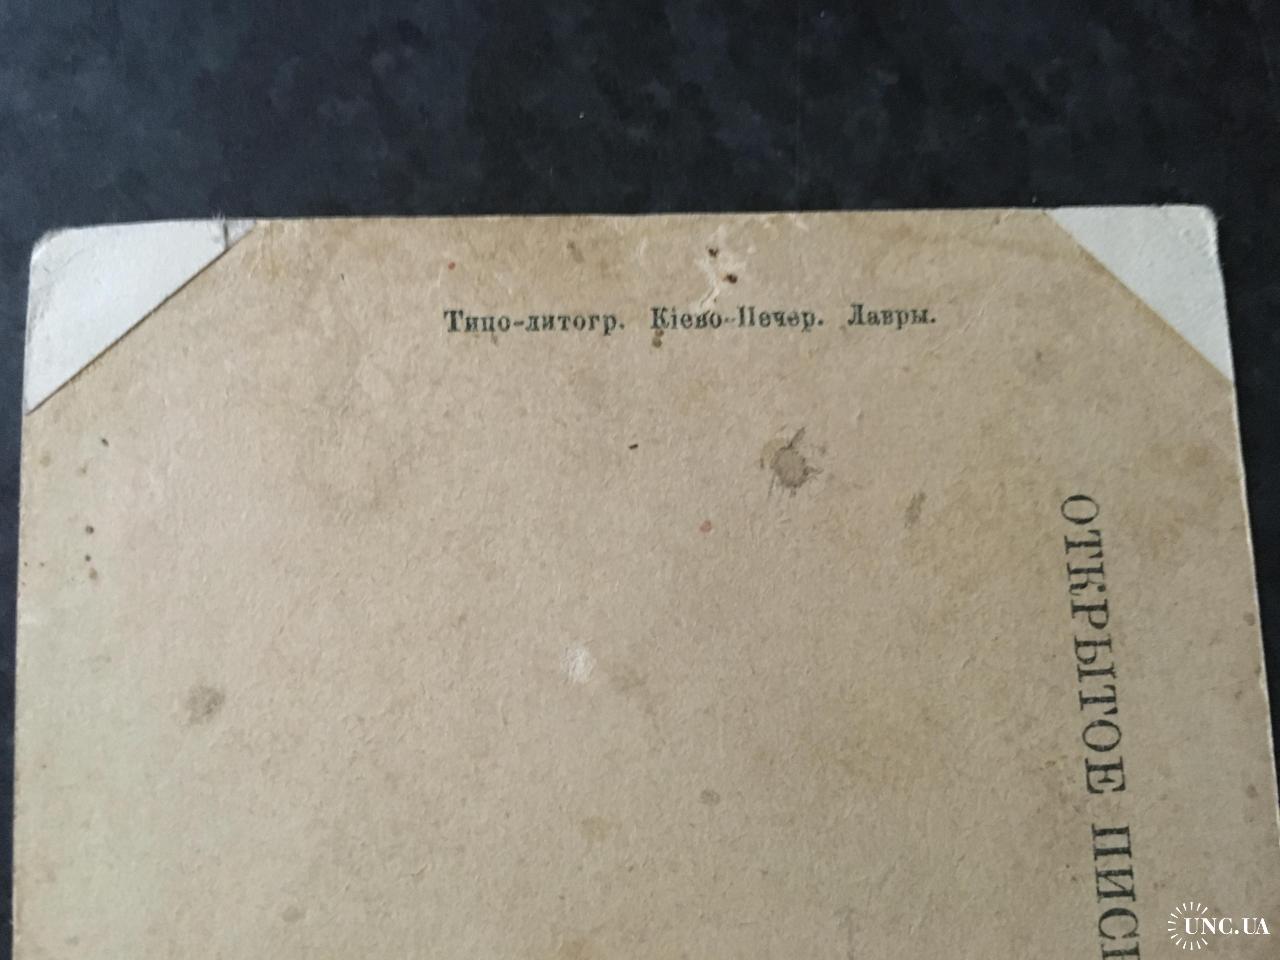 Типо-литогр. Кіево-Печер. Лавры.
ОТКРЫТОЕ ПИС
UNC.UA